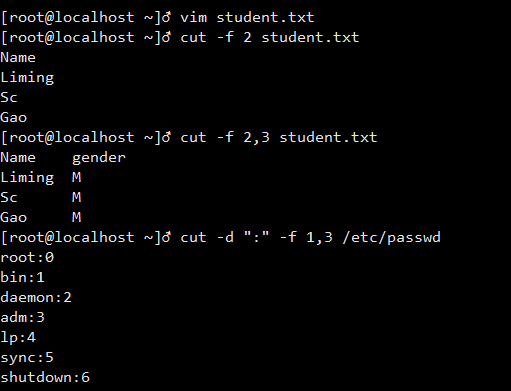 [root@localhost ~]♂ vim student.txt
[root@localhost ~]♂ cut -f 2 student.txt
Name
Liming
Sc
Gao
[root@localhost ~]♂ cut -f 2,3 student.txt
Name    gender
Liming  M
Sc      M
Gao     M
[root@localhost ~]♂ cut -d ":" -f 1,3 /etc/passwd
root:0
bin:1
daemon:2
adm:3
lp:4
sync:5
shutdown:6